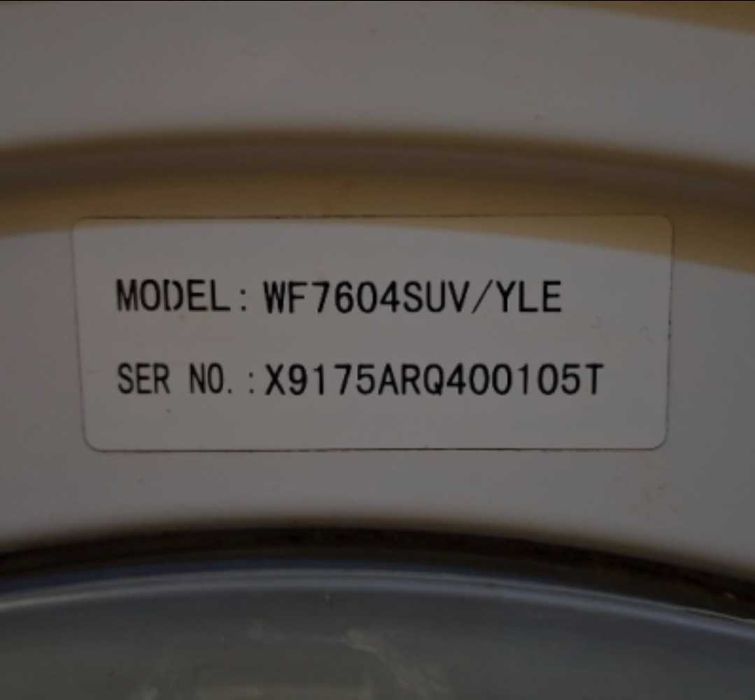 MODEL: WF7604SUV/YLE
SER NO.: X9175ARQ400105T